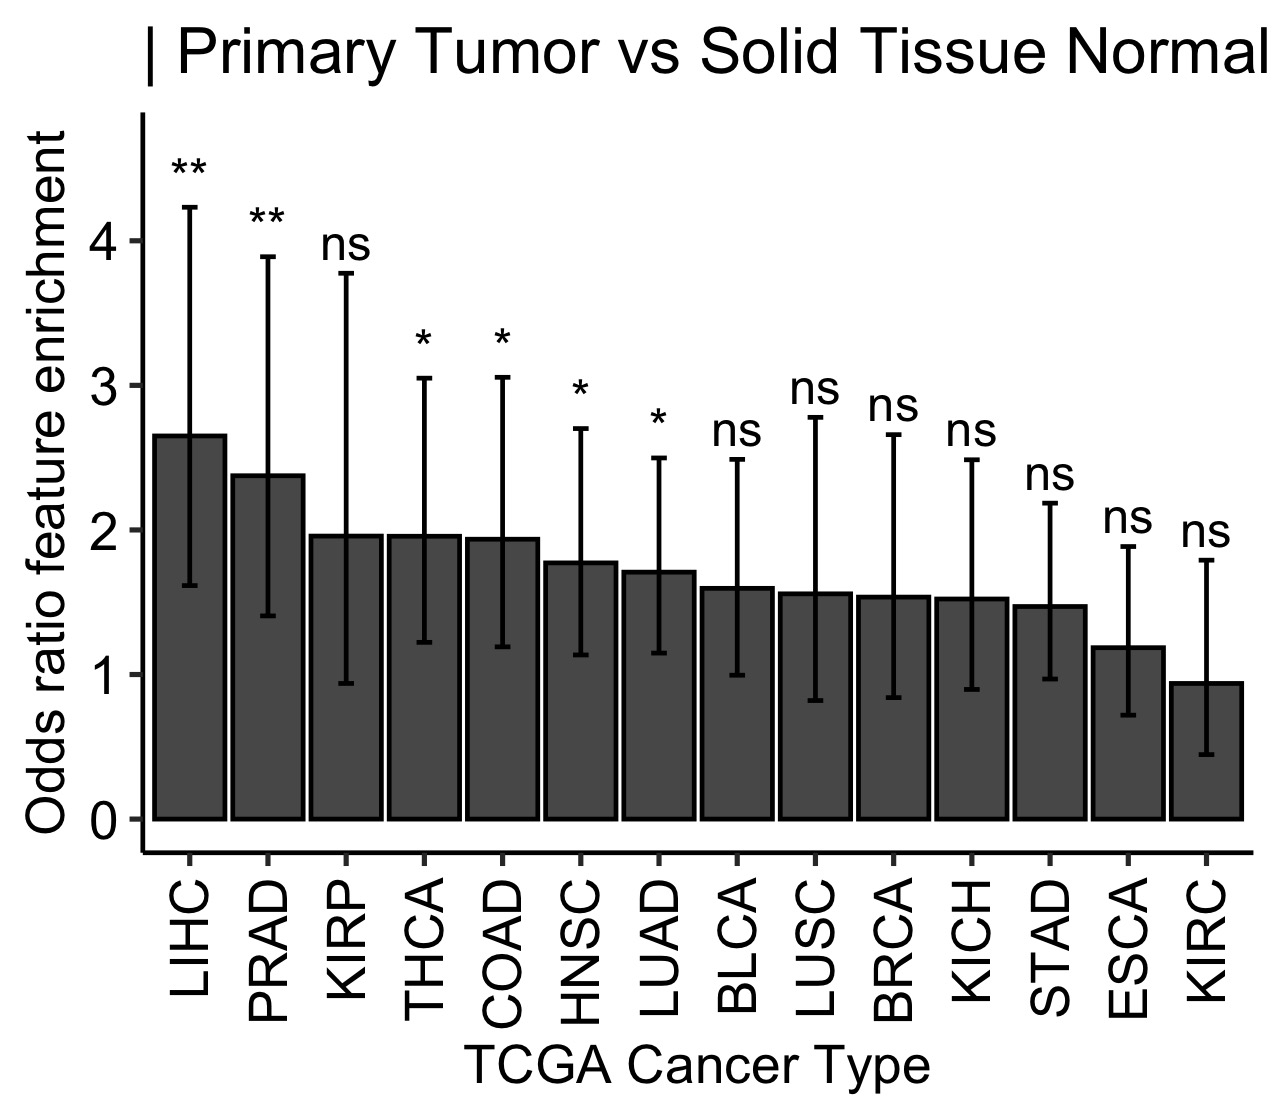 | Primary Tumor vs Solid Tissue Normal
Odds ratio feature enrichment
4
3
2
1
0
**
**
ns
*
*
*
*
ns
ns
ns
ns
ns
ns
ns
LIHC
PRAD
KIRP
THCA
COAD
HNSC
LUAD
BLCA
LUSC
BRCA
KICH
STAD
ESCA
KIRC
TCGA Cancer Type